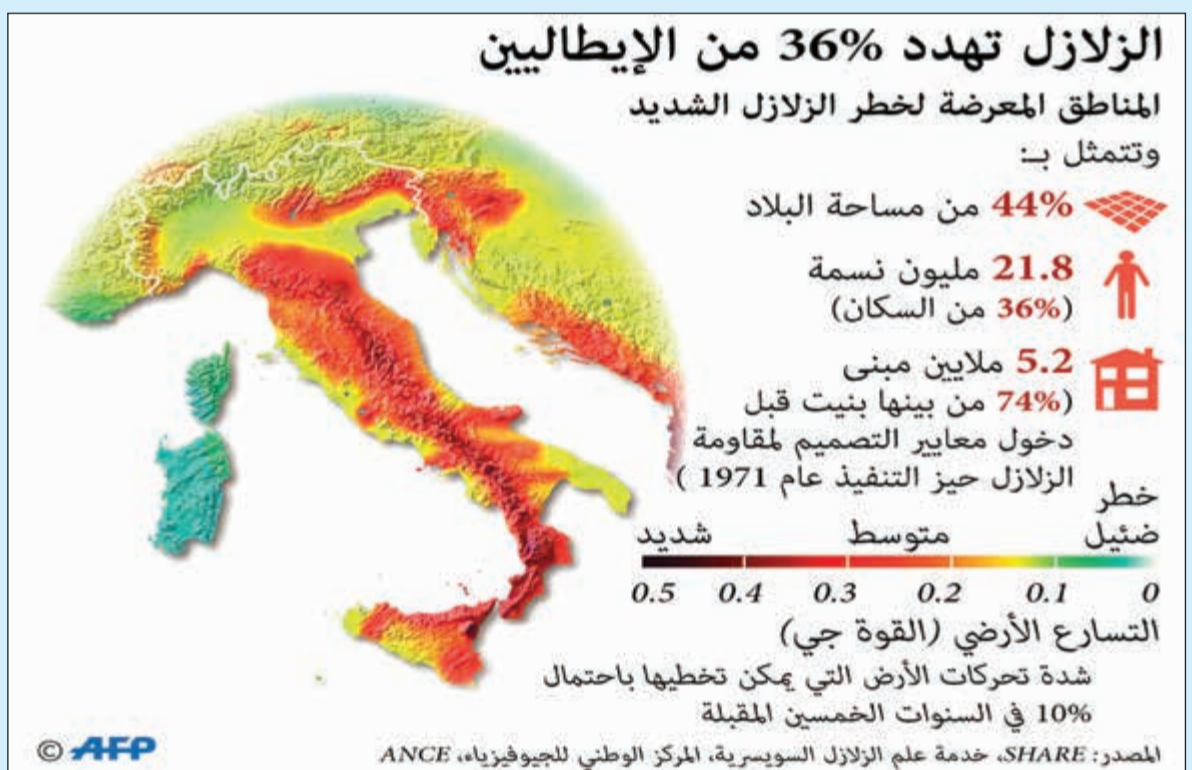 الزلازل تهدد 36% من الإيطاليين
المناطق المعرضة لخطر الزلازل الشديد
وتتمثل بـ:
44% من مساحة البلاد
21.8 مليون نسمة
(36% من السكان)
5.2 ملايين مبنى
(74% من بينها بنيت قبل
دخول معايير التصميم لمقاومة
الزلازل حيز التنفيذ عام 1971 )
خطر
ضئيل متوسط شديد
0 0.1 0.2 0.3 0.4 0.5
التسارع الأرضي (القوة جي)
شدة تحركات الأرض التي يمكن تخطيها باحتمال
10% في السنوات الخمسين المقبلة
المصدر: SHARE، خدمة علم الزلازل السويسرية، المركز الوطني للجيوفيزياء، ANCE
© AFP